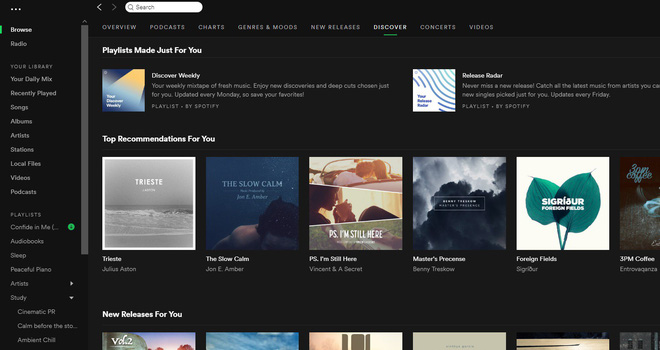 Search
OVERVIEW PODCASTS CHARTS GENRES & MOODS NEW RELEASES DISCOVER CONCERTS VIDEOS
Browse
Radio
YOUR LIBRARY
Your Daily Mix
Recently Played
Songs
Albums
Artists
Stations
Local Files
Videos
Podcasts
PLAYLISTS
Confide in Me (...
Audiobooks
Sleep
Peaceful Piano
Artists
Study
Cinematic PR
Calm before the sto...
Ambient Chill
Playlists Made Just For You
Your
Discover
Weekly
Discover Weekly
Your weekly mixtape of fresh music. Enjoy new discoveries and deep cuts chosen just
for you. Updated every Monday, so save your favorites!
PLAYLIST • BY SPOTIFY
Your
Release
Radar
Release Radar
Never miss a new release! Catch all the latest music from artists you ca
new singles picked just for you. Updates every Friday.
PLAYLIST • BY SPOTIFY
Top Recommendations For You
TRIESTE
THE SLOW CALM
Jon E. Amber
P.S. I'M STILL HERE
BENNY TRESKOW
MASTER'S PRESENCE
SIGRÍÐUR
FOREIGN FIELDS
3pm
coffee
Trieste
Julius Aston
The Slow Calm
Jon E. Amber
PS. I'm Still Here
Vincent & A Secret
Master's Precense
Benny Treskow
Foreign Fields
Sigríður
3PM Coffee
Entrovaganza
New Releases For You
Vol.2